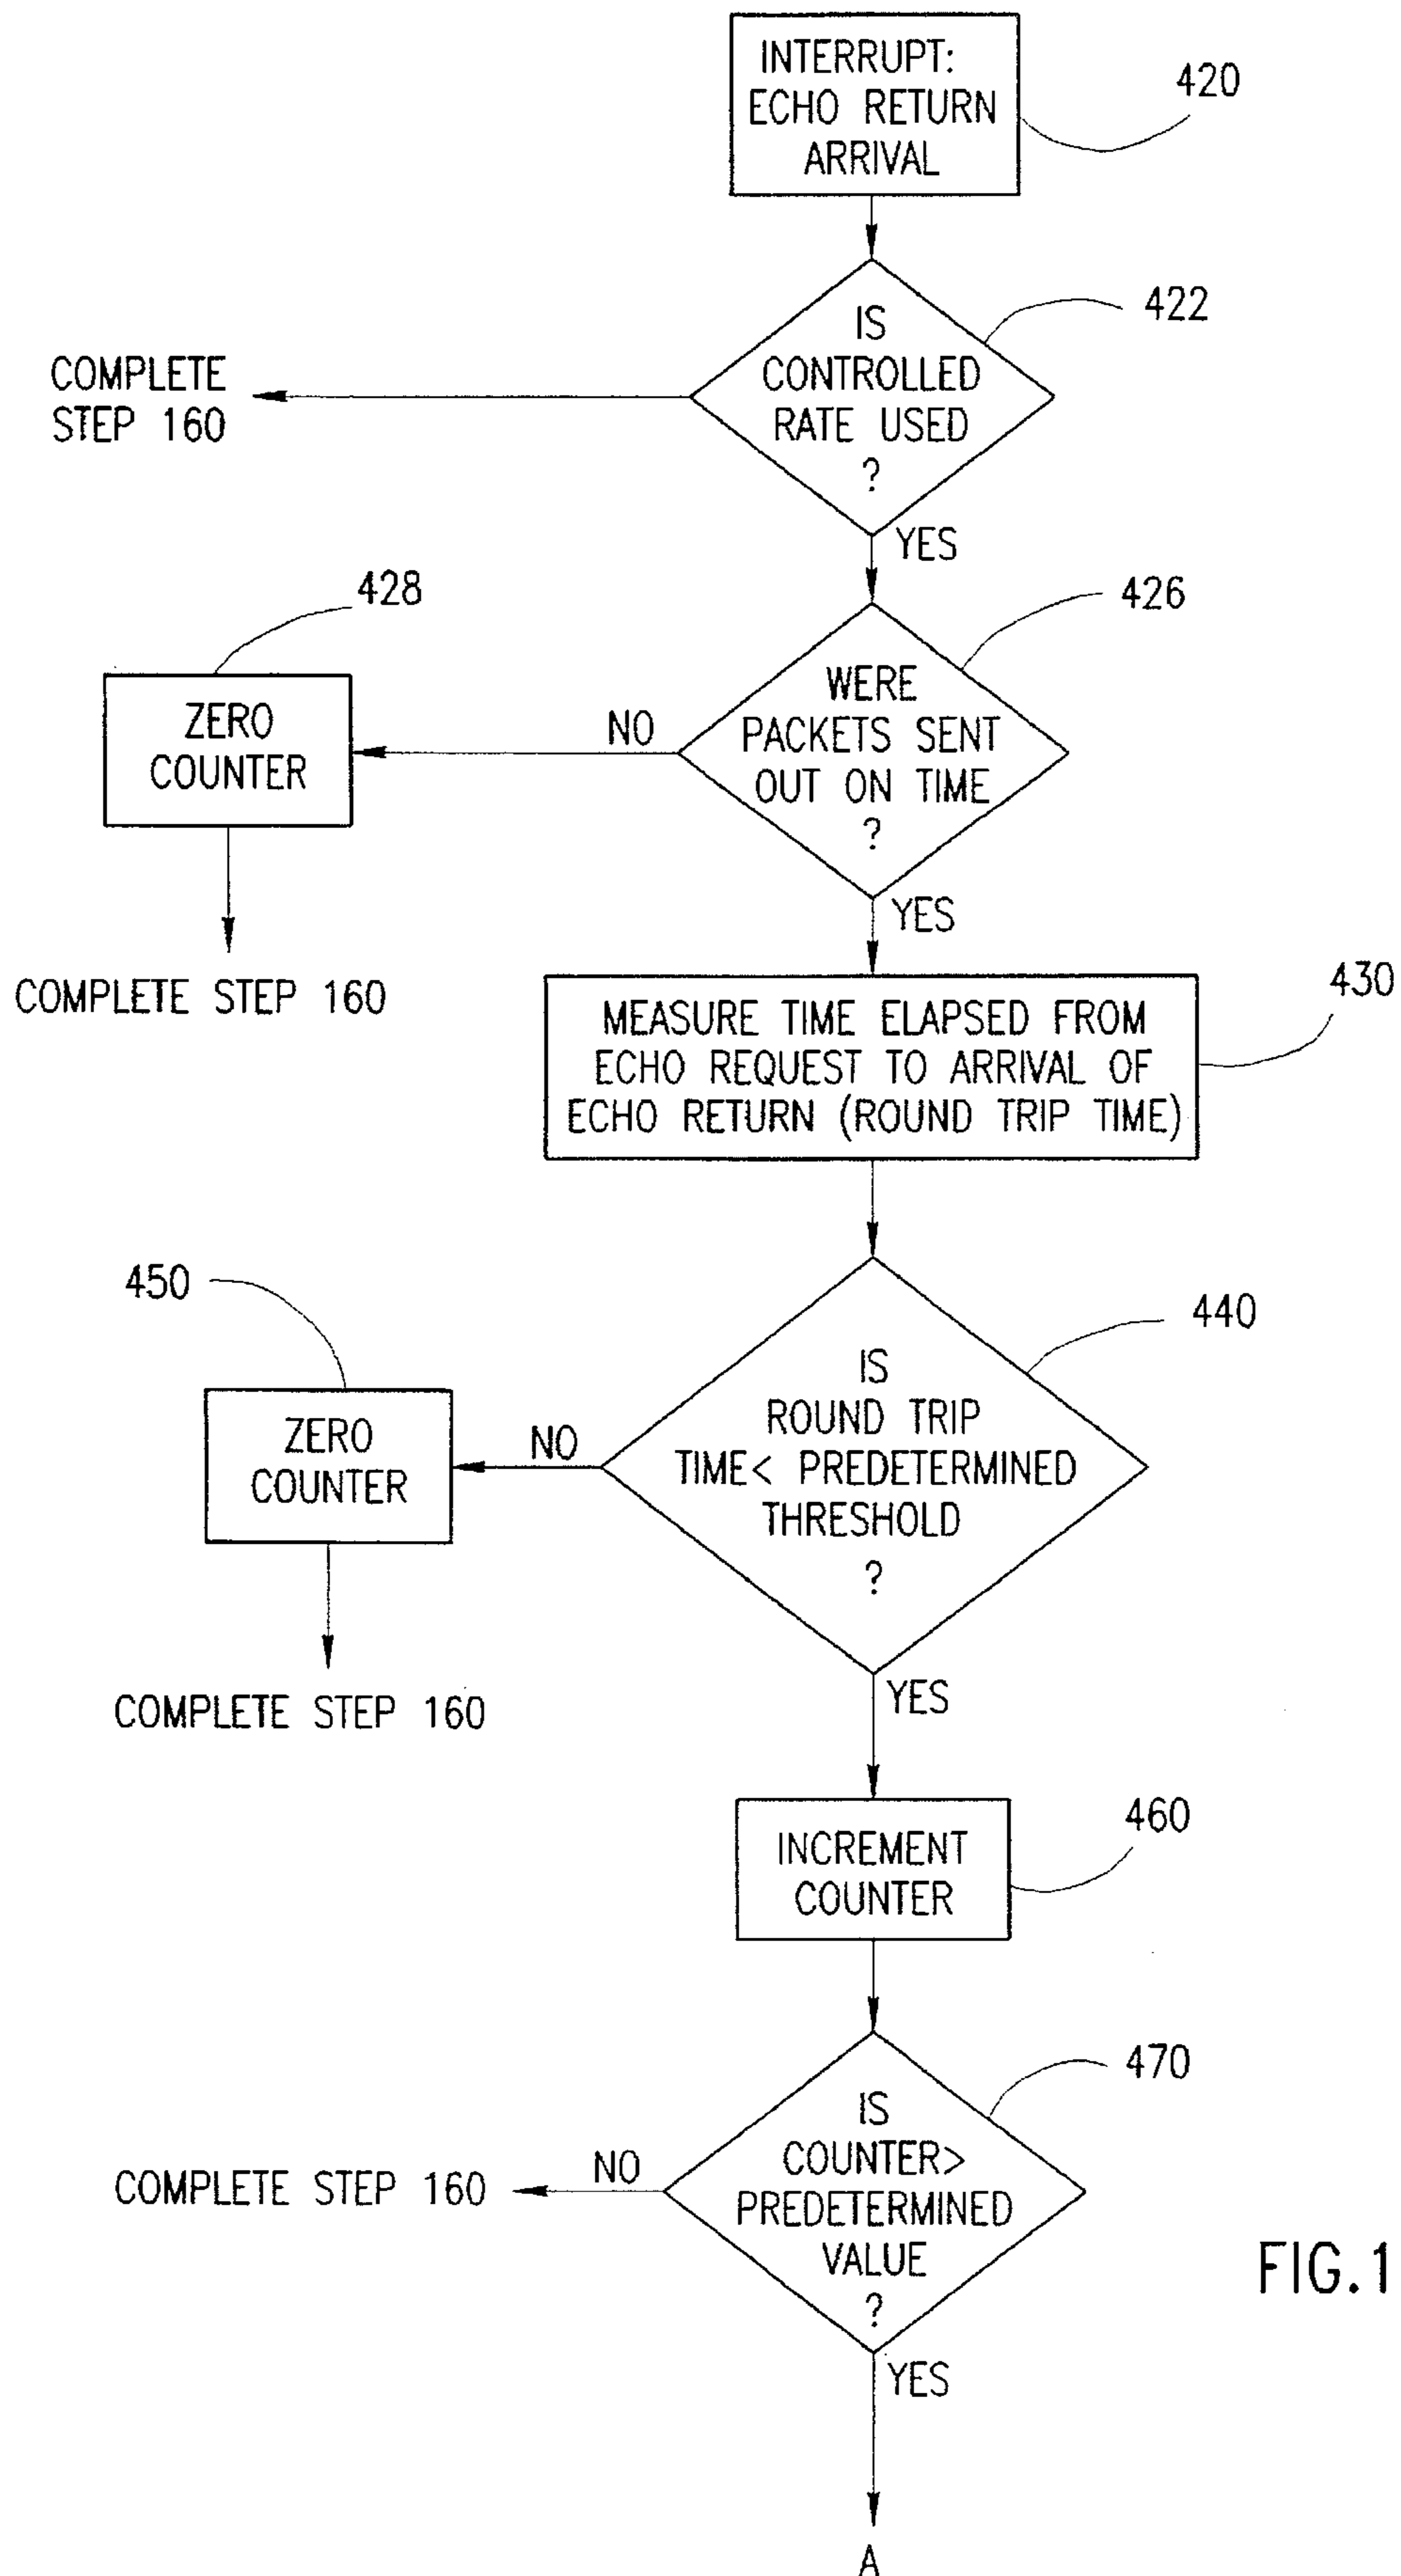 INTERRUPT:
ECHO RETURN
ARRIVAL
420
IS
CONTROLLED
RATE USED
?
422
COMPLETE
STEP 160
YES
428
426
WERE
PACKETS SENT
OUT ON TIME
?
NO
ZERO
COUNTER
COMPLETE STEP 160
YES
430
MEASURE TIME ELAPSED FROM
ECHO REQUEST TO ARRIVAL OF
ECHO RETURN (ROUND TRIP TIME)
450
440
IS
ROUND TRIP
TIME< PREDETERMINED
THRESHOLD
?
NO
ZERO
COUNTER
COMPLETE STEP 160
YES
460
INCREMENT
COUNTER
470
IS
COUNTER>
PREDETERMINED
VALUE
?
NO
COMPLETE STEP 160
YES
A
FIG.1